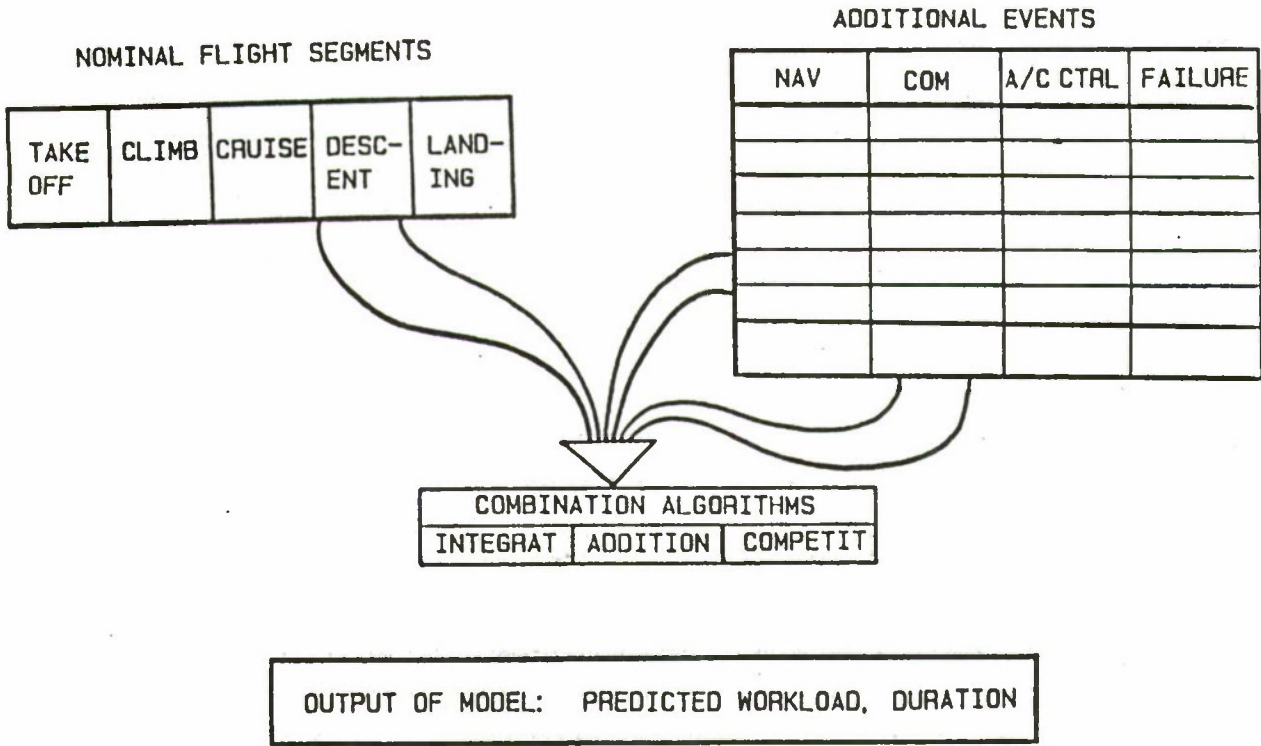 NOMINAL FLIGHT SEGMENTS
TAKE OFF
CLIMB
CRUISE
DESC-
ENT
LAND-
ING
ADDITIONAL EVENTS
NAV
COM
A/C CTRL
FAILURE
COMBINATION ALGORITHMS
INTEGRAT
ADDITION
COMPETIT
OUTPUT OF MODEL: PREDICTED WORKLOAD, DURATION